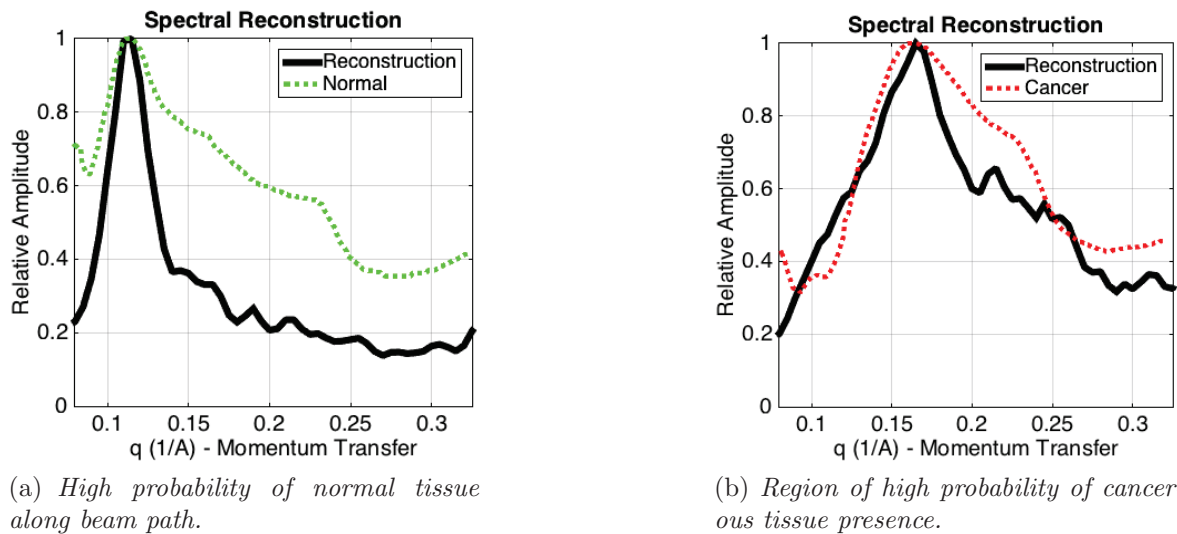 Spectral Reconstruction
1
0.8
0.6
0.4
0.2
0
Relative Amplitude
Reconstruction
Normal
0.1 0.15 0.2 0.25 0.3
q (1/A) - Momentum Transfer
(a) High probability of normal tissue
along beam path.
Spectral Reconstruction
1
0.8
0.6
0.4
0.2
0
Relative Amplitude
Reconstruction
Cancer
0.1 0.15 0.2 0.25 0.3
q (1/A) - Momentum Transfer
(b) Region of high probability of cancer
ous tissue presence.